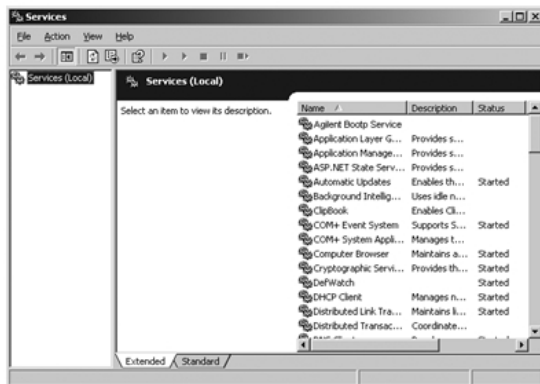 Services
File Action View Help
Services (Local)
Services (Local)
Select an item to view its description.
Name Description Status
Agilent Bootp Service
Application Layer G... Provides s...
Application Manage... Provides s...
ASP.NET State Serv... Provides s...
Automatic Updates Enables th... Started
Background Intellig... Uses idle n...
ClipBook Enables Cli...
COM+ Event System Supports S... Started
COM+ System Appli... Manages t...
Computer Browser Maintains a... Started
Cryptographic Servi... Provides th... Started
DefWatch Started
DHCP Client Manages n... Started
Distributed Link Tra... Maintains li... Started
Distributed Transac... Coordinate...
Extended Standard